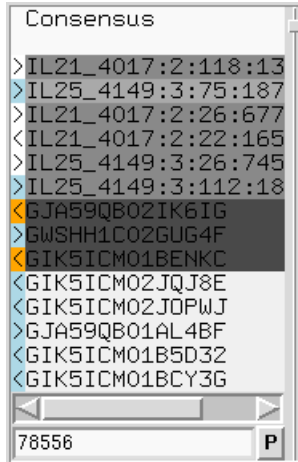 Consensus
>IL21_4017:2:118:13
>IL25_4149:3:75:187
>IL21_4017:2:26:677
<IL21_4017:2:22:165
>IL25_4149:3:26:745
>IL25_4149:3:112:18
<GJA59QB02IK6IG
>GWSHH1C02GUG4F
<GIK5ICM01BENKC
<GIK5ICM02JQJ8E
<GIK5ICM02JOPWJ
>GJA59QB01AL4BF
<GIK5ICM01B5D32
<GIK5ICM01BCY3G
78556 P